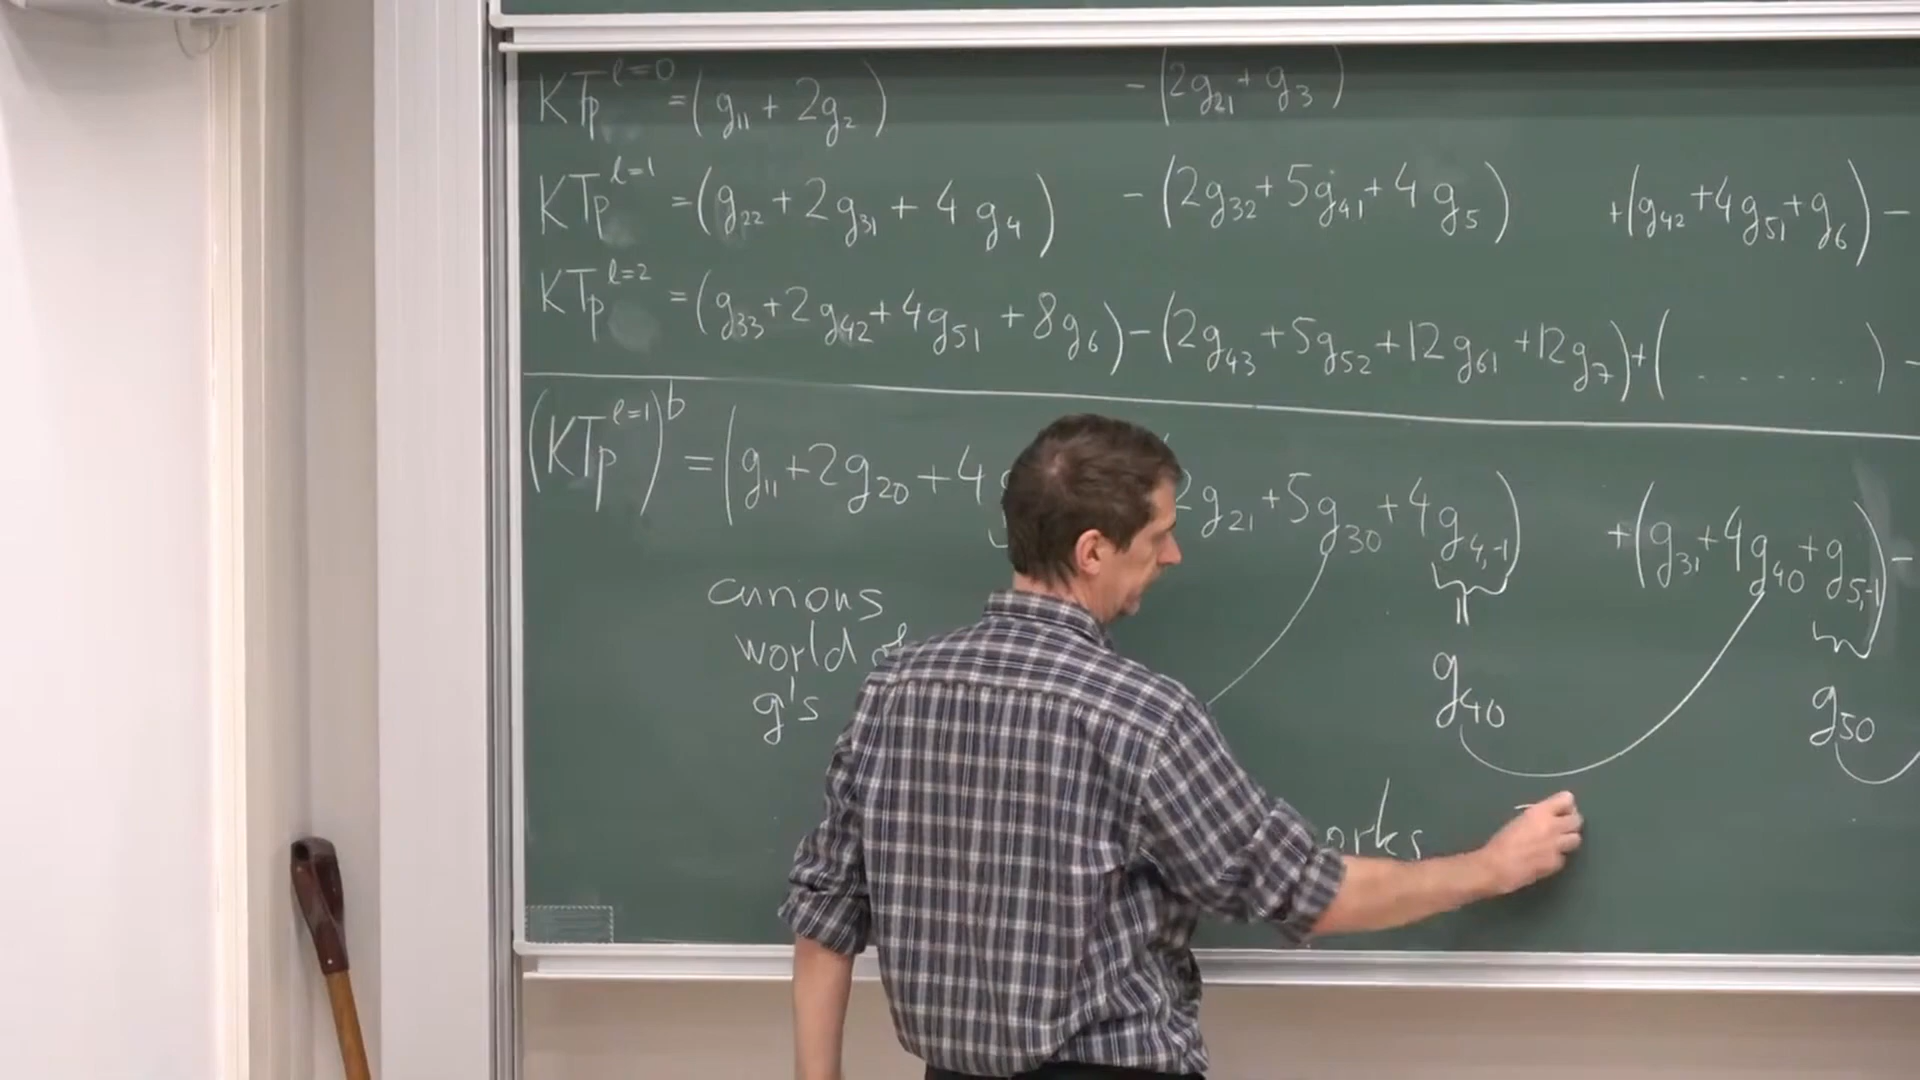 KTp^{l=0} = (g₁₁ + 2g₂) - (2g₂₁ + g₃)
KTp^{l=1} = (g₂₂ + 2g₃₁ + 4g₄) - (2g₃₂ + 5g₄₁ + 4g₅) + (g₄₂ + 4g₅₁ + g₆) -
KTp^{l=2} = (g₃₃ + 2g₄₂ + 4g₅₁ + 8g₆) - (2g₄₃ + 5g₅₂ + 12g₆₁ + 12g₇) + (.......) -
(KTp^{l=1})^b = (g₁₁ + 2g₂₀ + 4 2g₂₁ + 5g₃₀ + 4g₄,₋₁) + (g₃₁ + 4g₄₀ + g₅,₋₁) -
curious
world of
g's
g₄₀
g₅₀